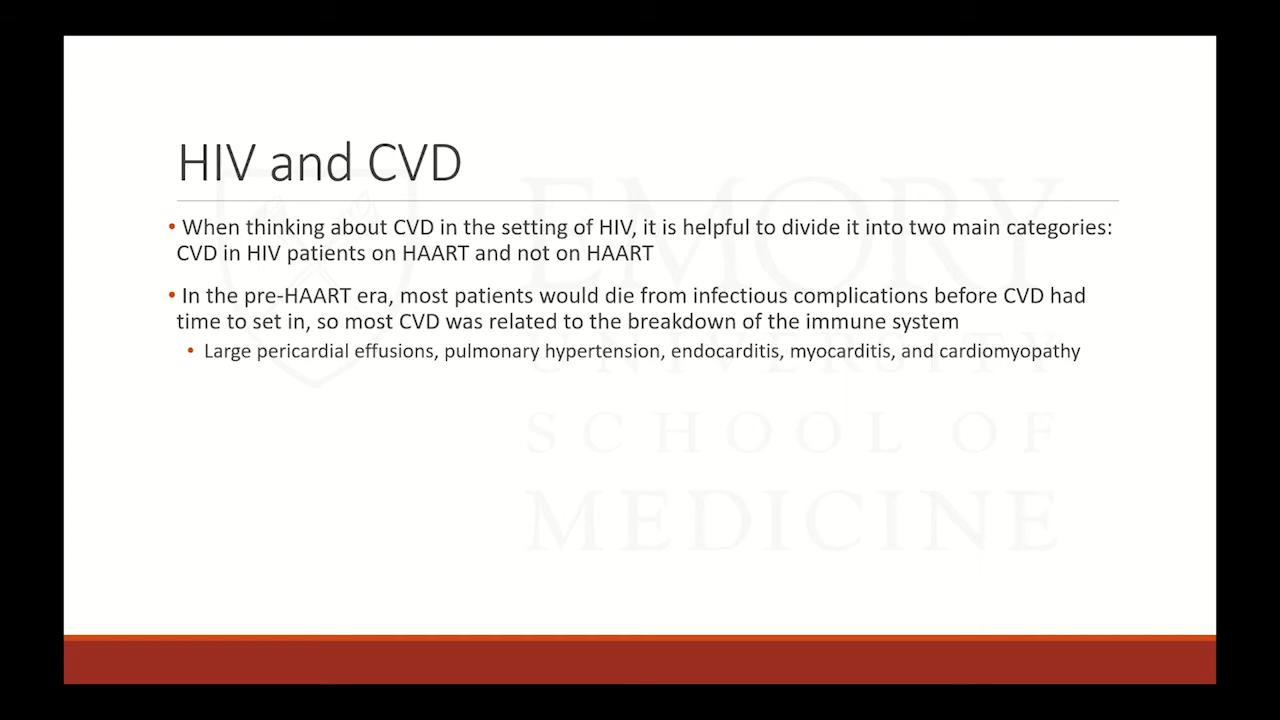 HIV and CVD
• When thinking about CVD in the setting of HIV, it is helpful to divide it into two main categories:
CVD in HIV patients on HAART and not on HAART
• In the pre-HAART era, most patients would die from infectious complications before CVD had
time to set in, so most CVD was related to the breakdown of the immune system
• Large pericardial effusions, pulmonary hypertension, endocarditis, myocarditis, and cardiomyopathy
EMORY
UNIVERSITY
SCHOOL OF
MEDICINE